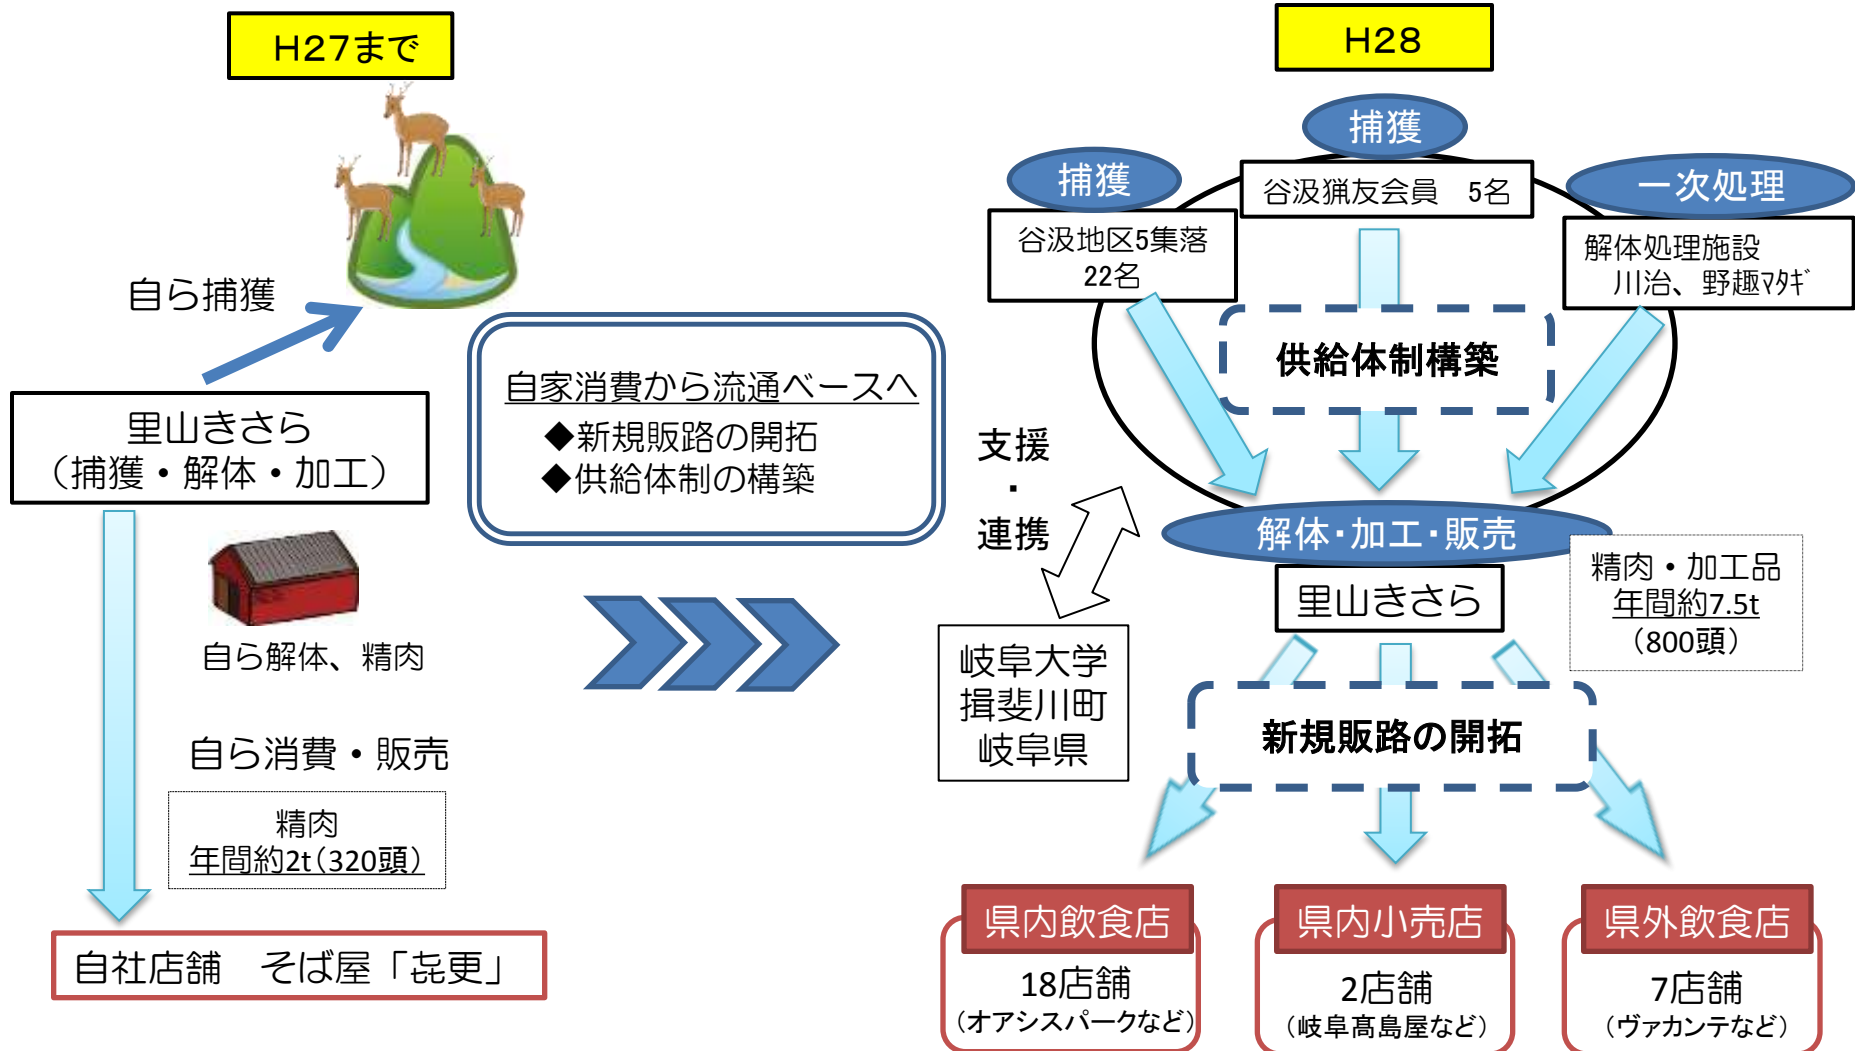 H27まで
自ら捕獲
里山きさら
（捕獲・解体・加工）
自ら解体、精肉
自ら消費・販売
精肉
年間約2t（320頭）
自社店舗　そば屋「㐂更」
自家消費から流通ベースへ
◆新規販路の開拓
◆供給体制の構築
H28
捕獲
谷汲猟友会員　5名
捕獲
谷汲地区5集落
22名
一次処理
解体処理施設
川治、野趣ﾏﾀｷﾞ
供給体制構築
支援
・
連携
岐阜大学
揖斐川町
岐阜県
解体・加工・販売
里山きさら
精肉・加工品
年間約7.5t
（800頭）
新規販路の開拓
県内飲食店
18店舗
（オアシスパークなど）
県内小売店
2店舗
（岐阜髙島屋など）
県外飲食店
7店舗
（ヴァカンテなど）